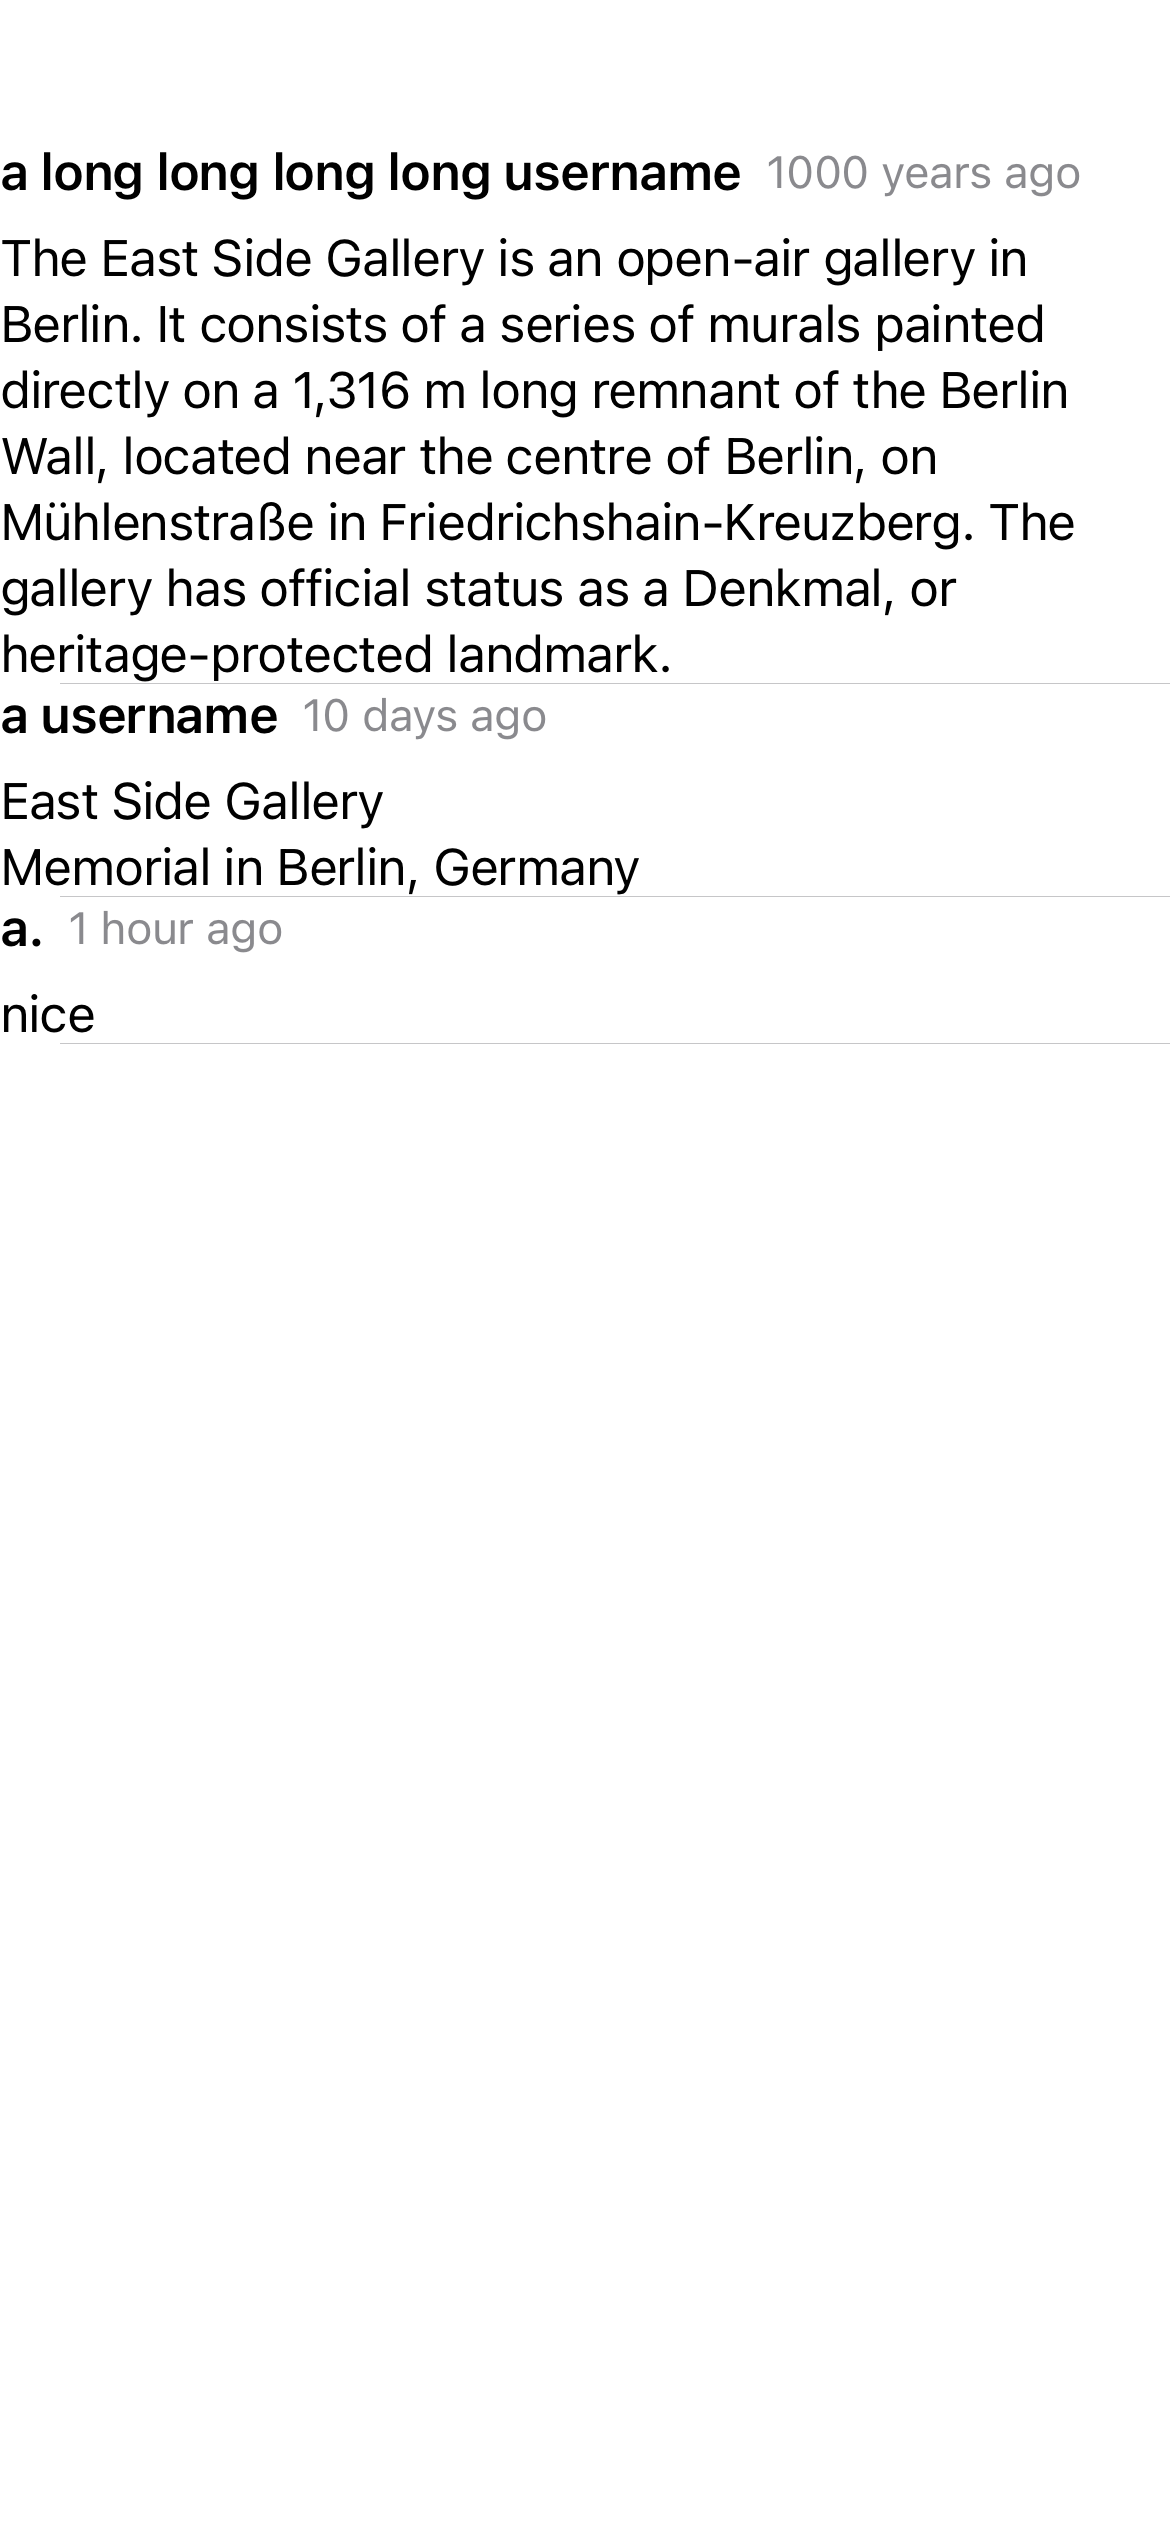 a long long long long username 1000 years ago
The East Side Gallery is an open-air gallery in
Berlin. It consists of a series of murals painted
directly on a 1,316 m long remnant of the Berlin
Wall, located near the centre of Berlin, on
Mühlenstraße in Friedrichshain-Kreuzberg. The
gallery has official status as a Denkmal, or
heritage-protected landmark.
a username 10 days ago
East Side Gallery
Memorial in Berlin, Germany
a. 1 hour ago
nice